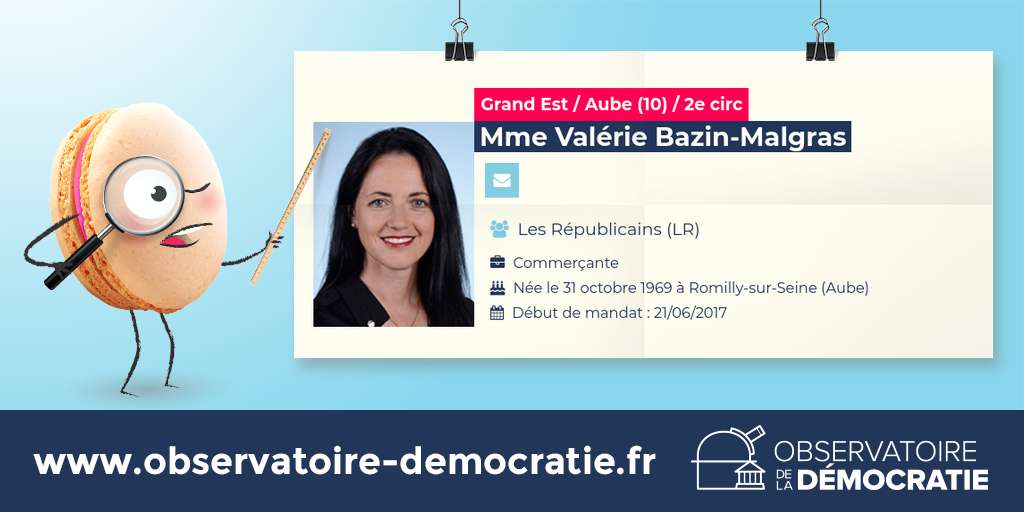 Grand Est / Aube (10) / 2e circ
Mme Valérie Bazin-Malgras
Les Républicains (LR)
Commerçante
Née le 31 octobre 1969 à Romilly-sur-Seine (Aube)
Début de mandat : 21/06/2017
www.observatoire-democratie.fr
OBSERVATOIRE
DE LA DÉMOCRATIE